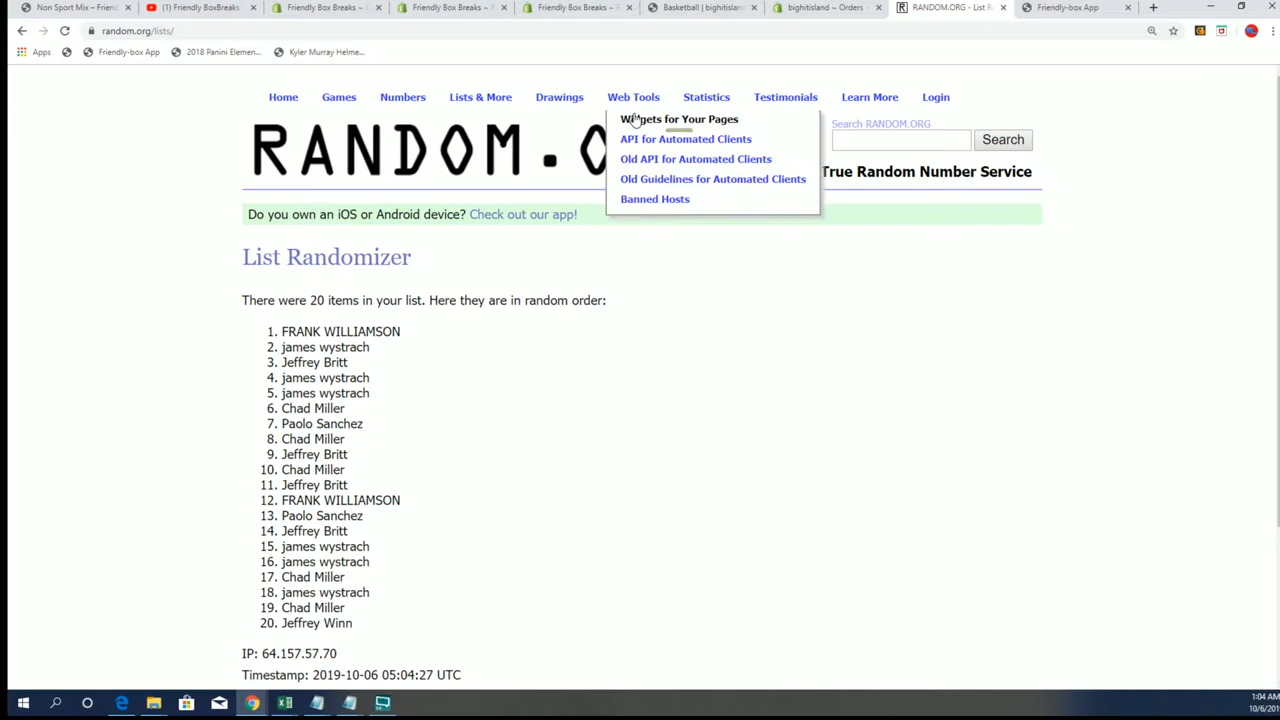 Non Sport Mix – Friend
(1) Friendly BoxBreaks
Friendly Box Breaks ~ C
Friendly Box Breaks ~ F
Friendly Box Breaks ~
Basketball | bighitisland
bighitisland ~ Orders ~
RANDOM.ORG - List R
Friendly-box App
random.org/lists/
Apps
Friendly-box App
2018 Panini Elemen...
Kyler Murray Helme...
Home
Games
Numbers
Lists & More
Drawings
Web Tools
Statistics
Testimonials
Learn More
Login
Widgets for Your Pages
API for Automated Clients
Old API for Automated Clients
Old Guidelines for Automated Clients
Banned Hosts
RANDOM.O
Search RANDOM.ORG
Search
True Random Number Service
Do you own an iOS or Android device? Check out our app!
List Randomizer
There were 20 items in your list. Here they are in random order:
1. FRANK WILLIAMSON
2. james wystrach
3. Jeffrey Britt
4. james wystrach
5. james wystrach
6. Chad Miller
7. Paolo Sanchez
8. Chad Miller
9. Jeffrey Britt
10. Chad Miller
11. Jeffrey Britt
12. FRANK WILLIAMSON
13. Paolo Sanchez
14. Jeffrey Britt
15. james wystrach
16. james wystrach
17. Chad Miller
18. james wystrach
19. Chad Miller
20. Jeffrey Winn
IP: 64.157.57.70
Timestamp: 2019-10-06 05:04:27 UTC
1:04 AM
10/6/201